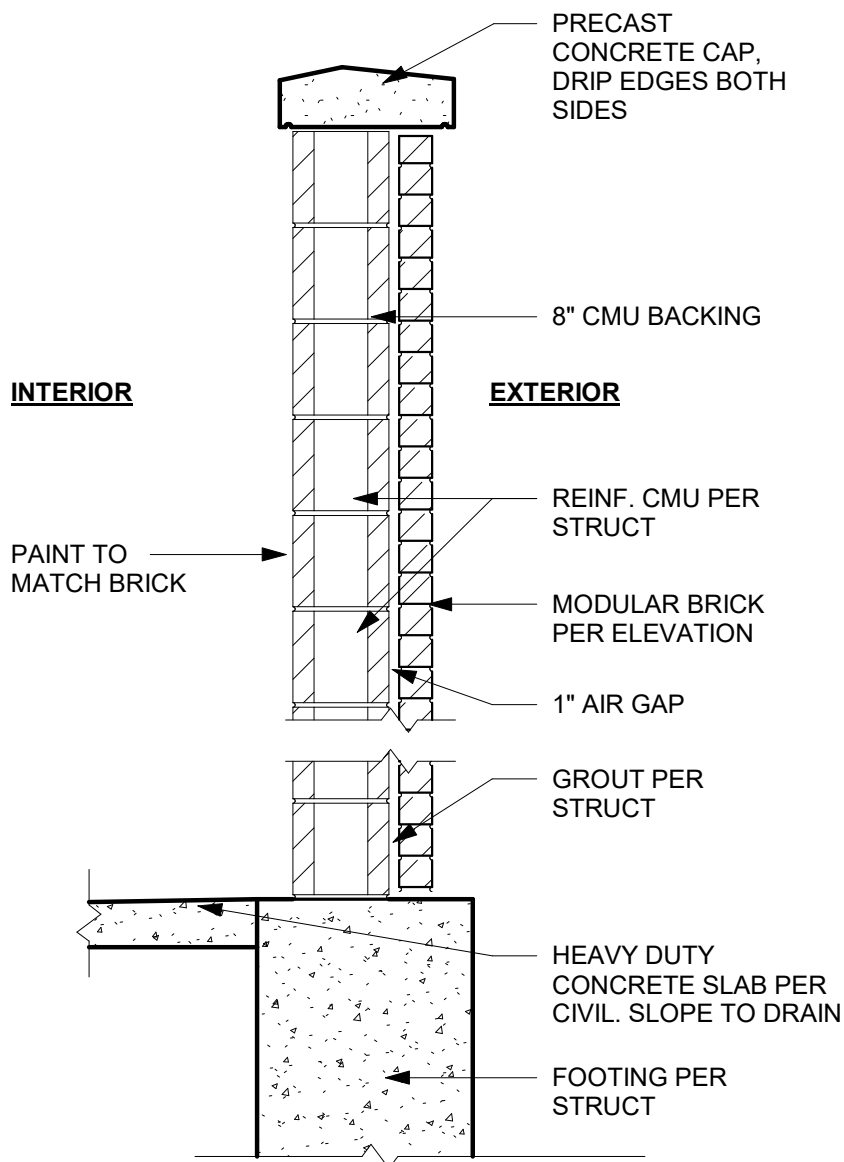 PRECAST
CONCRETE CAP,
DRIP EDGES BOTH
SIDES
8" CMU BACKING
INTERIOR
EXTERIOR
REINF. CMU PER
STRUCT
PAINT TO
MATCH BRICK
MODULAR BRICK
PER ELEVATION
1" AIR GAP
GROUT PER
STRUCT
HEAVY DUTY
CONCRETE SLAB PER
CIVIL. SLOPE TO DRAIN
FOOTING PER
STRUCT